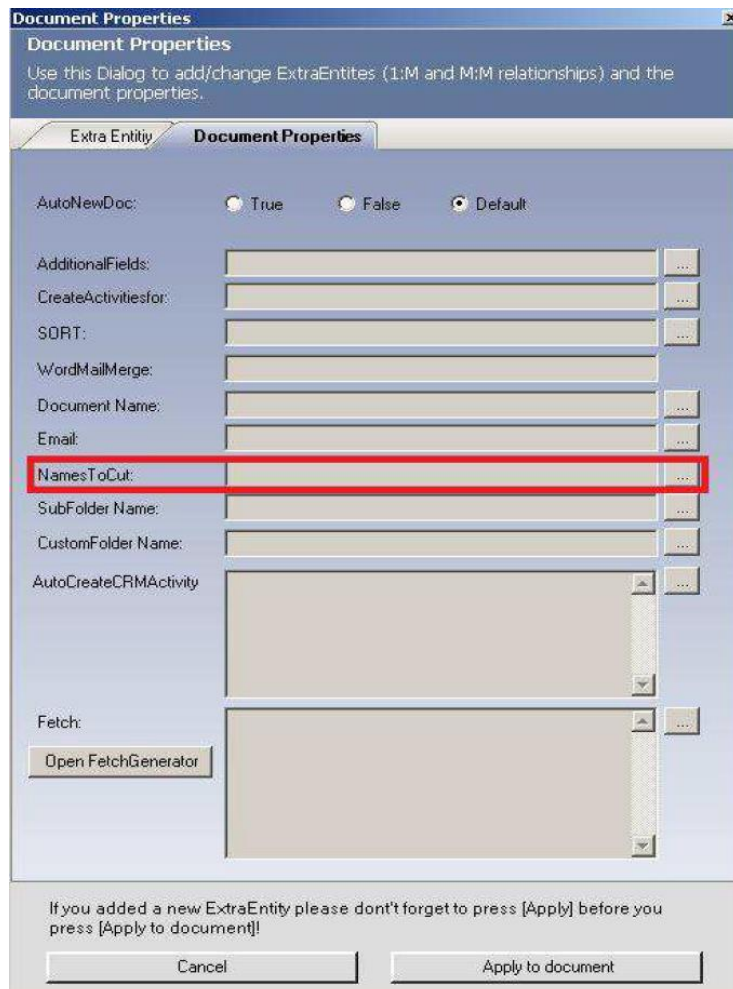 Document Properties
Document Properties
Use this Dialog to add/change ExtraEntites (1:M and M:M relationships) and the
document properties.
Extra Entitiy
Document Properties
AutoNewDoc:
True
False
Default
AdditionalFields:
...
CreateActivitiesfor:
...
SORT:
...
WordMailMerge:
Document Name:
...
Email:
...
NamesToCut:
...
SubFolder Name:
...
CustomFolder Name:
...
AutoCreateCRMActivity
...
Fetch:
...
Open FetchGenerator
If you added a new ExtraEntity please dont't forget to press [Apply] before you
press [Apply to document]!
Cancel
Apply to document